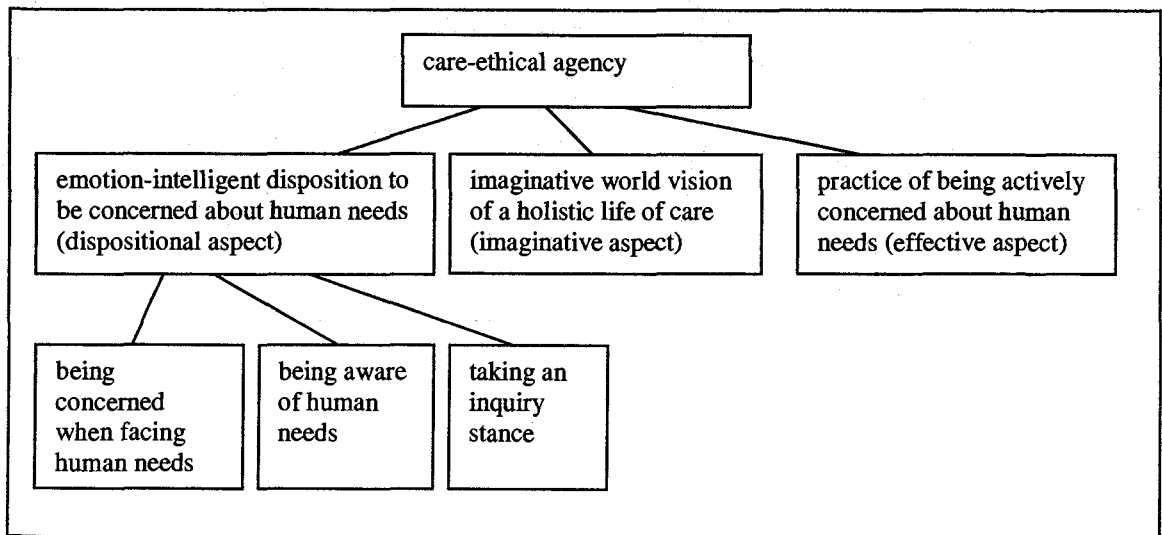 care-ethical agency
emotion-intelligent disposition to
be concerned about human needs
(dispositional aspect)
imaginative world vision
of a holistic life of care
(imaginative aspect)
practice of being actively
concerned about human
needs (effective aspect)
being
concerned
when facing
human needs
being aware
of human
needs
taking an
inquiry
stance